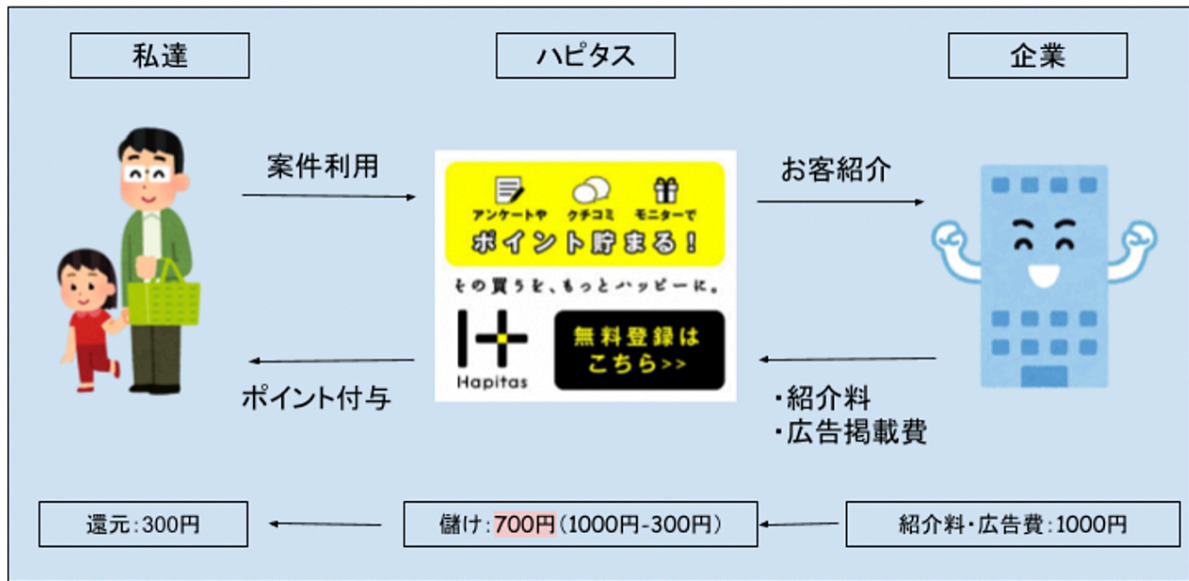 私達
ハピタス
企業
案件利用
お客紹介
アンケートや クチコミ モニターで
ポイント貯まる!
その買うを、もっとハッピーに。
無料登録は
こちら>>
Hapitas
ポイント付与
・紹介料
・広告掲載費
還元:300円
儲け:700円(1000円-300円)
紹介料・広告費:1000円